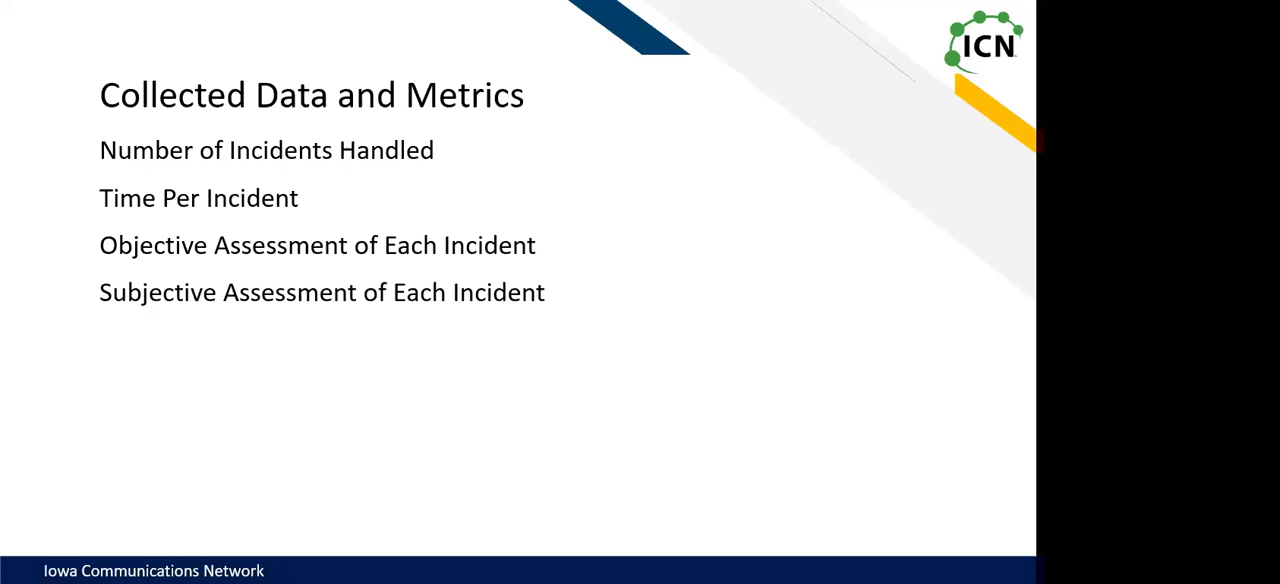 ICN
Collected Data and Metrics
Number of Incidents Handled
Time Per Incident
Objective Assessment of Each Incident
Subjective Assessment of Each Incident
Iowa Communications Network